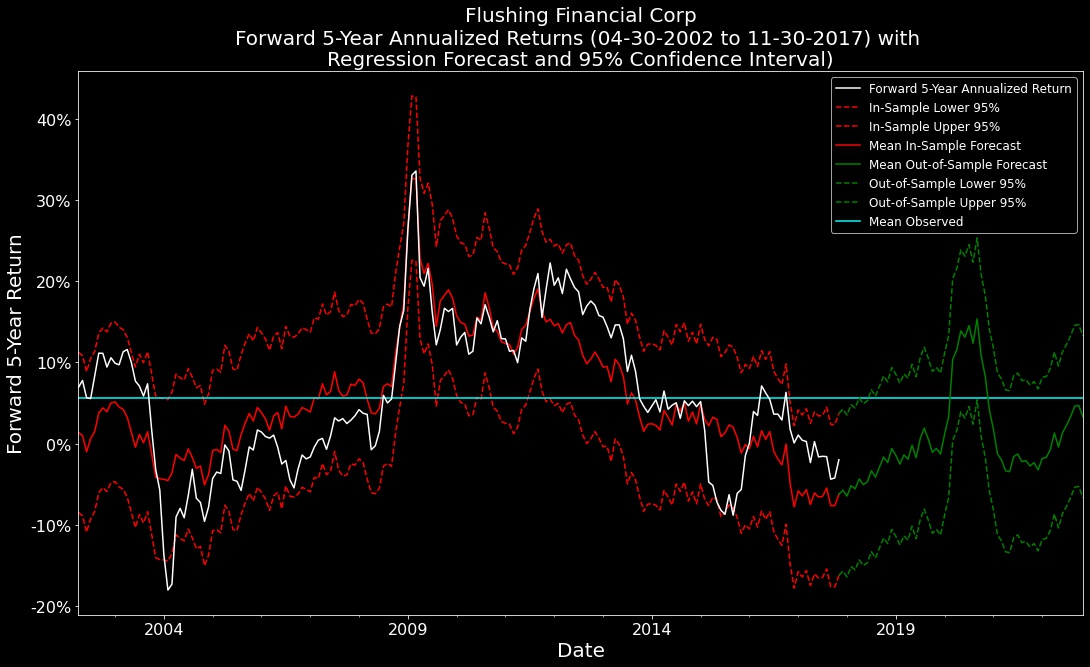 Flushing Financial Corp
Forward 5-Year Annualized Returns (04-30-2002 to 11-30-2017) with
Regression Forecast and 95% Confidence Interval)
Forward 5-Year Annualized Return
In-Sample Lower 95%
In-Sample Upper 95%
Mean In-Sample Forecast
Mean Out-of-Sample Forecast
Out-of-Sample Lower 95%
Out-of-Sample Upper 95%
Mean Observed
Forward 5-Year Return
40%
30%
20%
10%
0%
-10%
-20%
2004
2009
2014
2019
Date